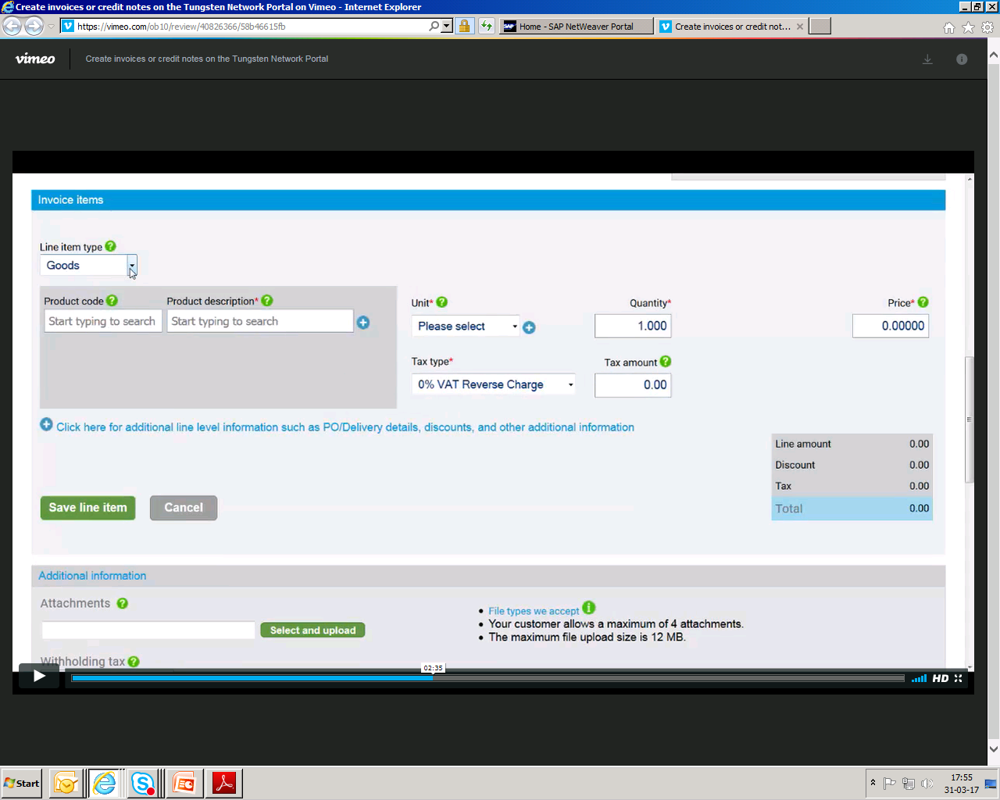 Create invoices or credit notes on the Tungsten Network Portal on Vimeo - Internet Explorer
https://vimeo.com/ob10/review/40826366/58b46615fb
Home - SAP NetWeaver Portal
Create invoices or credit not...
vimeo
Create invoices or credit notes on the Tungsten Network Portal
Invoice items
Line item type
Goods
Product code Product description* Unit* Quantity* Price*
Start typing to search Start typing to search Please select 1.000 0.00000
Tax type* Tax amount
0% VAT Reverse Charge 0.00
Click here for additional line level information such as PO/Delivery details, discounts, and other additional information
Line amount 0.00
Discount 0.00
Tax 0.00
Total 0.00
Save line item Cancel
Additional information
Attachments
Select and upload
File types we accept
Your customer allows a maximum of 4 attachments.
The maximum file upload size is 12 MB.
Withholding tax
02:35
HD
Start
17:55
31-03-17